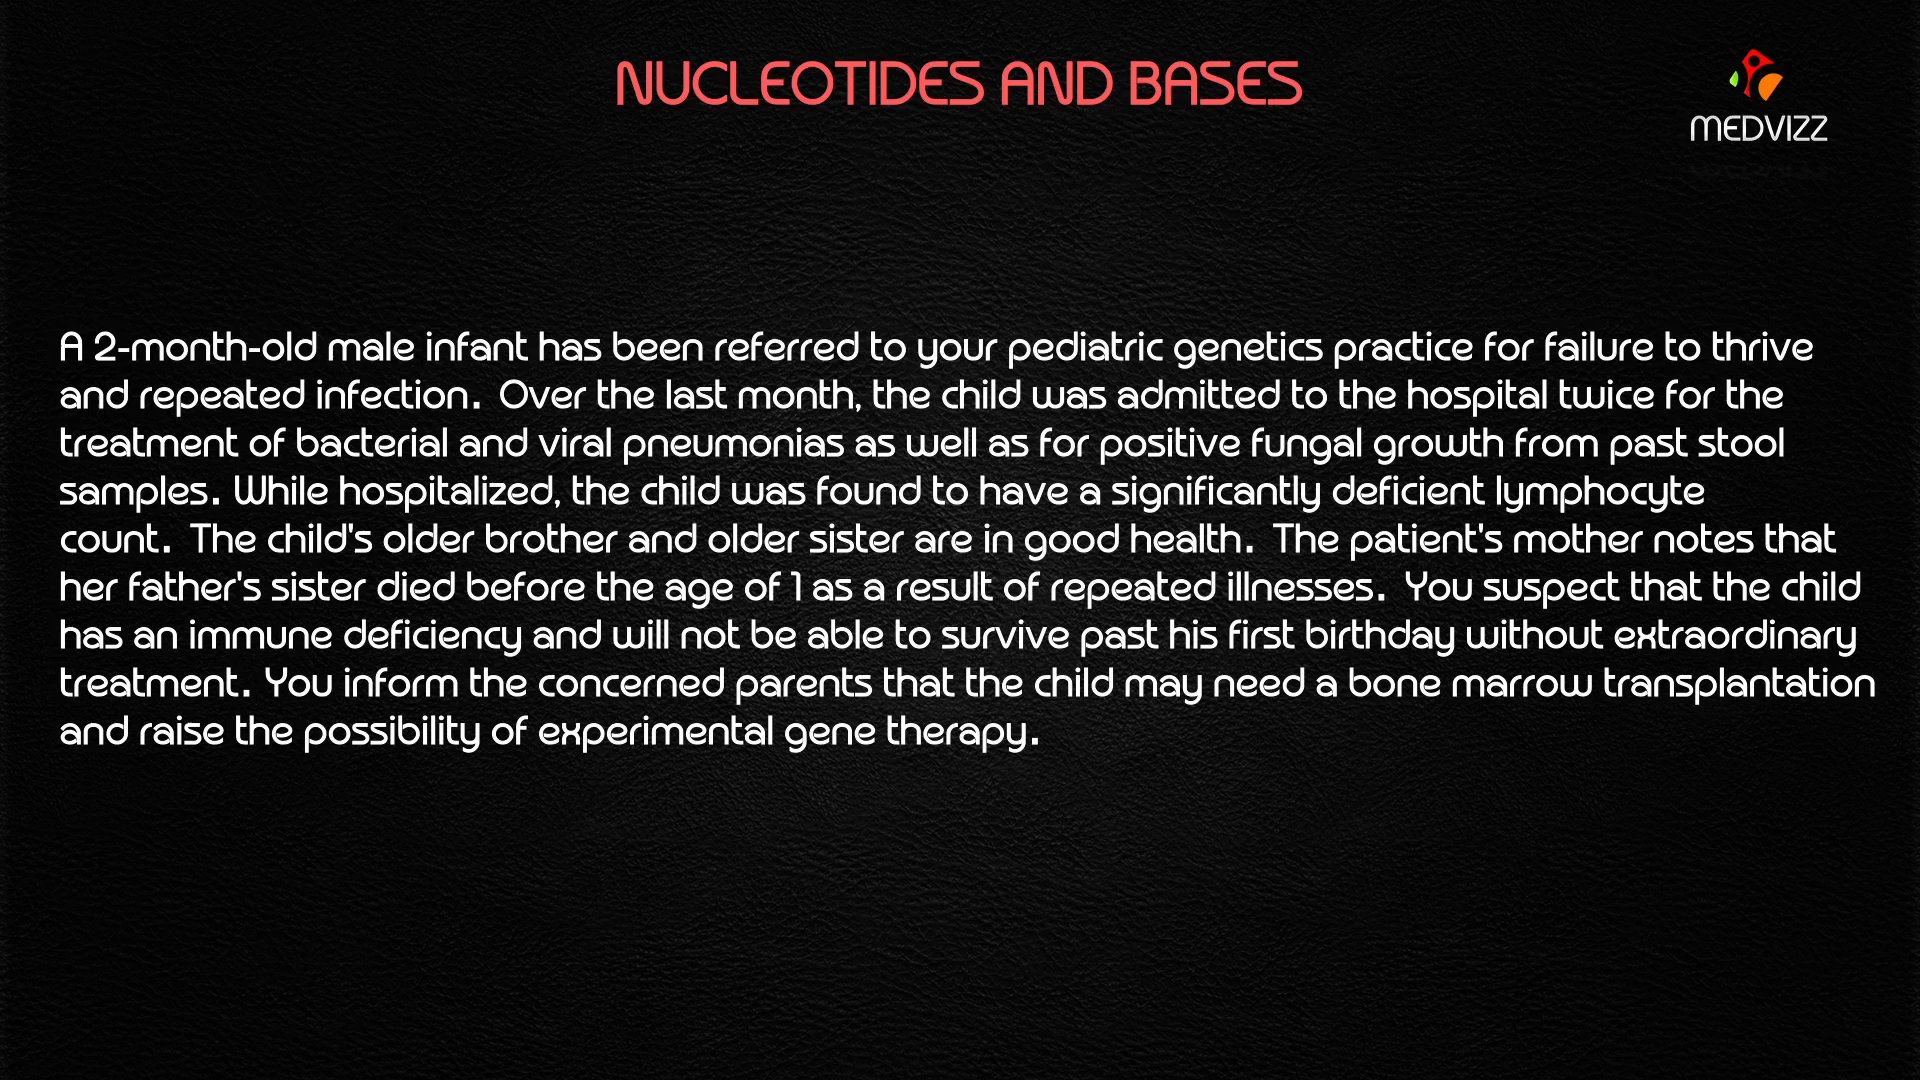 NUCLEOTIDES AND BASES
MEDVIZZ
A 2-month-old male infant has been referred to your pediatric genetics practice for failure to thrive
and repeated infection. Over the last month, the child was admitted to the hospital twice for the
treatment of bacterial and viral pneumonias as well as for positive fungal growth from past stool
samples. While hospitalized, the child was found to have a significantly deficient lymphocyte
count. The child's older brother and older sister are in good health. The patient's mother notes that
her father's sister died before the age of 1 as a result of repeated illnesses. You suspect that the child
has an immune deficiency and will not be able to survive past his first birthday without extraordinary
treatment. You inform the concerned parents that the child may need a bone marrow transplantation
and raise the possibility of experimental gene therapy.